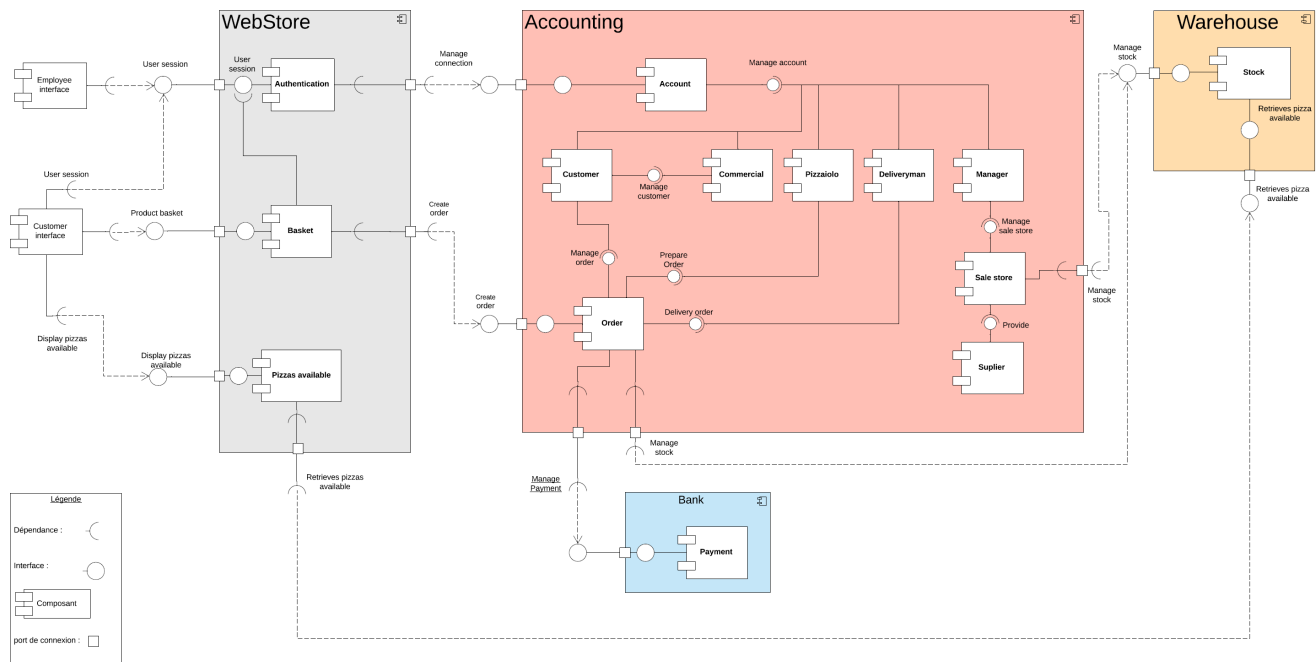 WebStore
Accounting
Warehouse
Employee
interface
User session
User
session
Authentication
Manage
connection
Account
Manage account
Manage
stock
Stock
Retrieves pizza
available
User session
Customer
interface
Product basket
Basket
Create
order
Customer
Manage
customer
Commercial
Pizzaiolo
Deliveryman
Manager
Manage
sale store
Retrieves pizza
available
Manage
order
Prepare
Order
Sale store
Manage
stock
Create
order
Order
Delivery order
Provide
Display pizzas
available
Display pizzas
available
Pizzas available
Suplier
Manage
stock
Retrieves pizzas
available
Manage
Payment
Bank
Payment
Légende
Dépendance :
Interface :
Composant
port de connexion :